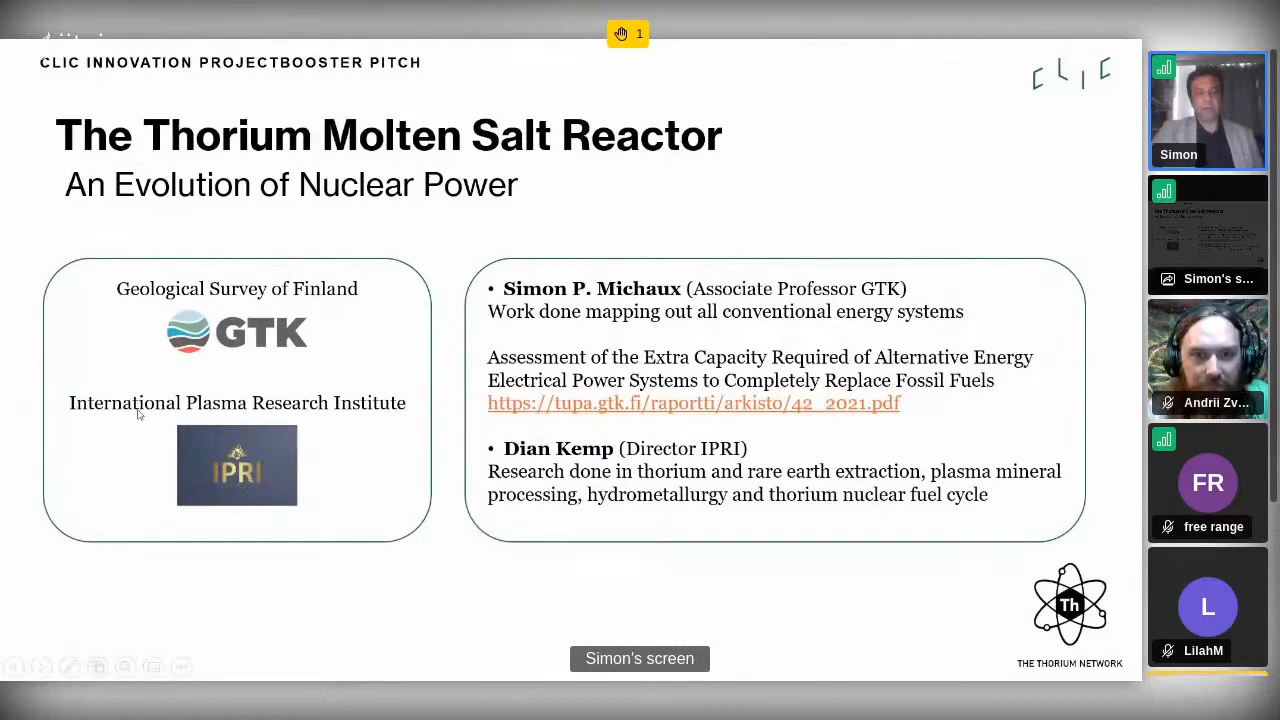 1
CLIC INNOVATION PROJECTBOOSTER PITCH
CLIC
The Thorium Molten Salt Reactor
An Evolution of Nuclear Power
Geological Survey of Finland
GTK
International Plasma Research Institute
IPRI
• Simon P. Michaux (Associate Professor GTK)
Work done mapping out all conventional energy systems
Assessment of the Extra Capacity Required of Alternative Energy
Electrical Power Systems to Completely Replace Fossil Fuels
https://tupa.gtk.fi/raportti/arkisto/42_2021.pdf
• Dian Kemp (Director IPRI)
Research done in thorium and rare earth extraction, plasma mineral
processing, hydrometallurgy and thorium nuclear fuel cycle
Th
THE THORIUM NETWORK
Simon's screen
Simon
The Thorium Molten Salt Reactor
Simon's s...
Andrii Zv...
FR
free range
L
LilahM